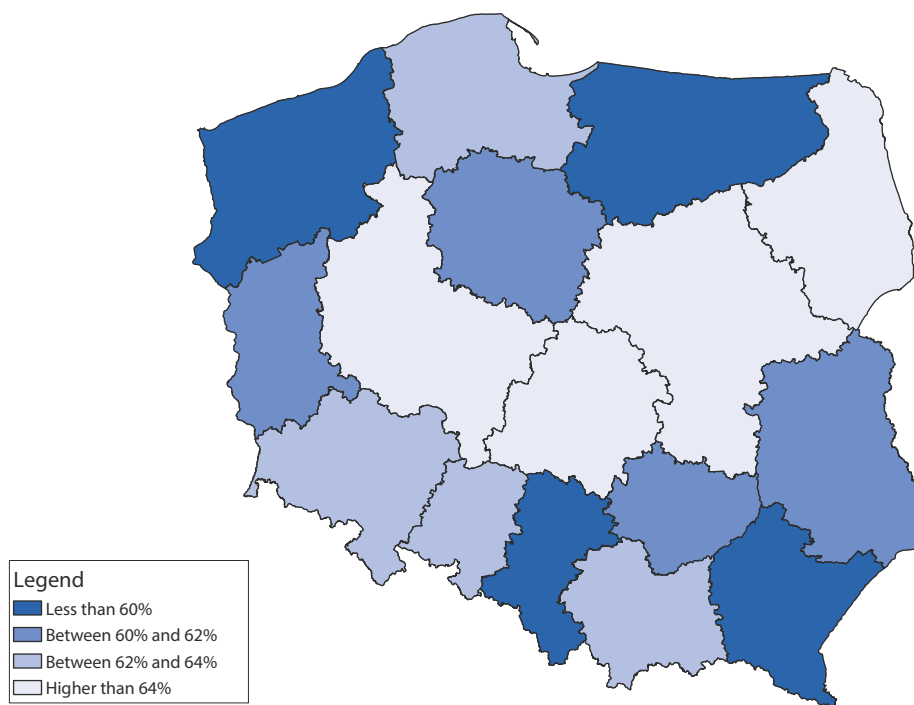 Legend
Less than 60%
Between 60% and 62%
Between 62% and 64%
Higher than 64%